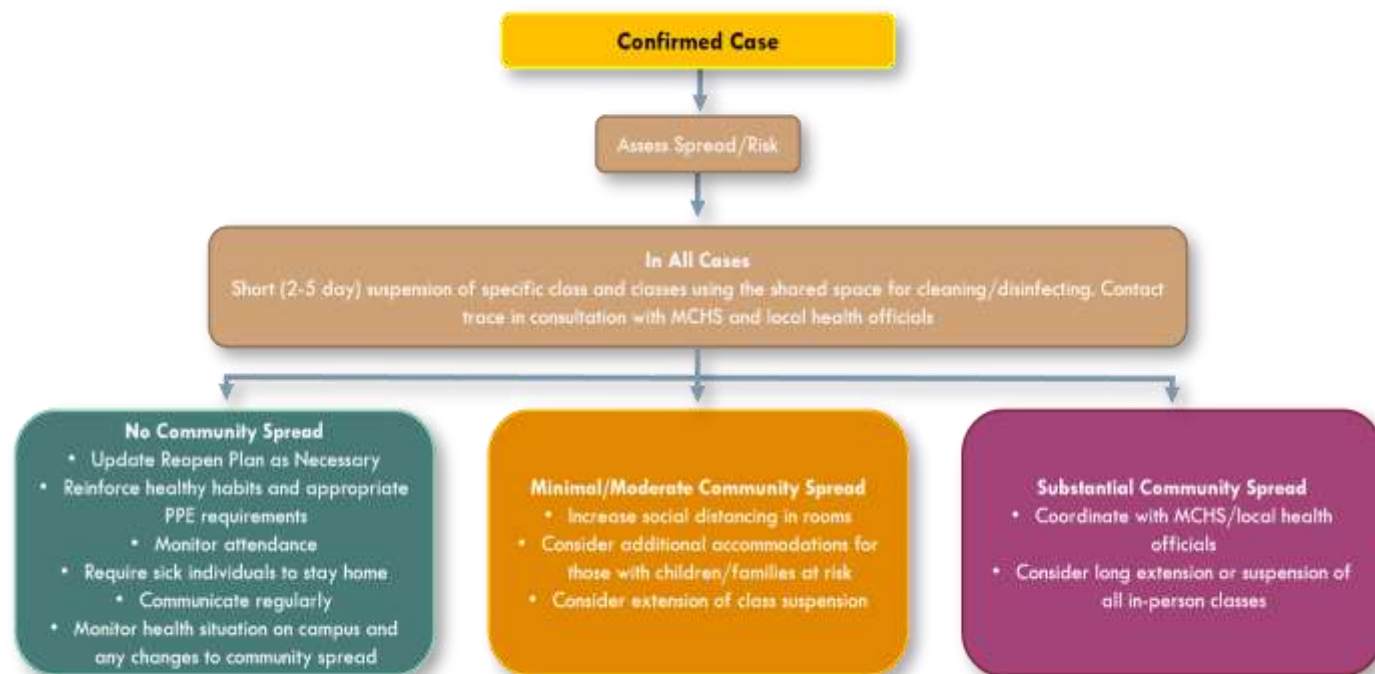 Confirmed Case
Assess Spread/Risk
In All Cases
Short (2-5 day) suspension of specific class and classes using the shared space for cleaning/disinfecting. Contact
trace in consultation with MCHS and local health officials
No Community Spread
• Update Reopen Plan as Necessary
• Reinforce healthy habits and appropriate
PPE requirements
• Monitor attendance
• Require sick individuals to stay home
• Communicate regularly
• Monitor health situation on campus and
any changes to community spread
Minimal/Moderate Community Spread
• Increase social distancing in rooms
• Consider additional accommodations for
those with children/families at risk
• Consider extension of class suspension
Substantial Community Spread
• Coordinate with MCHS/local health
officials
• Consider long extension or suspension of
all in-person classes